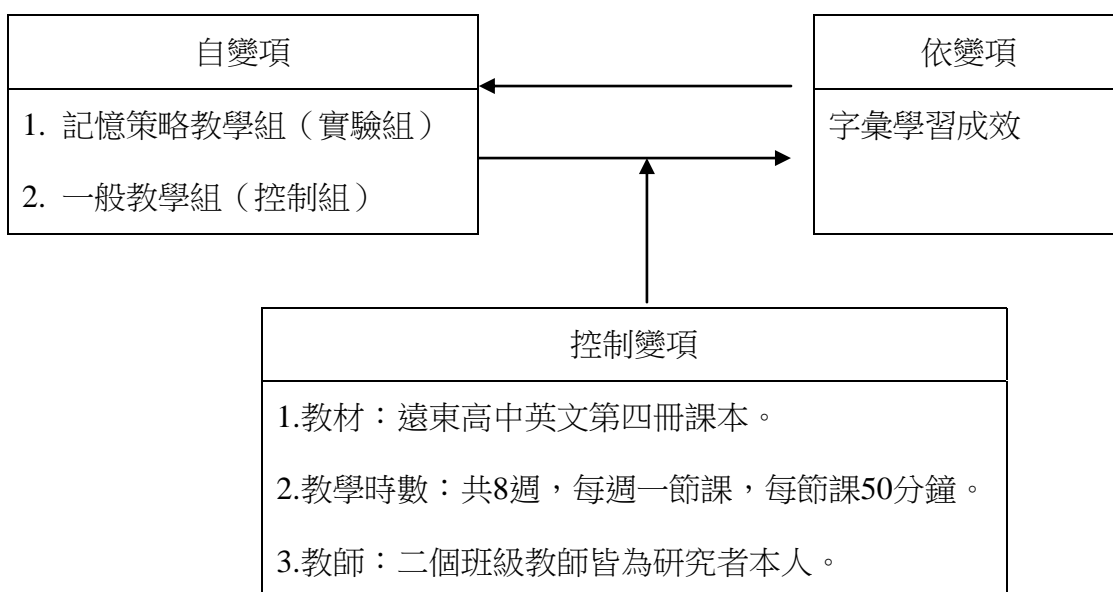 自變項
1. 記憶策略教學組（實驗組）
2. 一般教學組（控制組）
依變項
字彙學習成效
控制變項
1.教材：遠東高中英文第四冊課本。
2.教學時數：共8週，每週一節課，每節課50分鐘。
3.教師：二個班級教師皆為研究者本人。